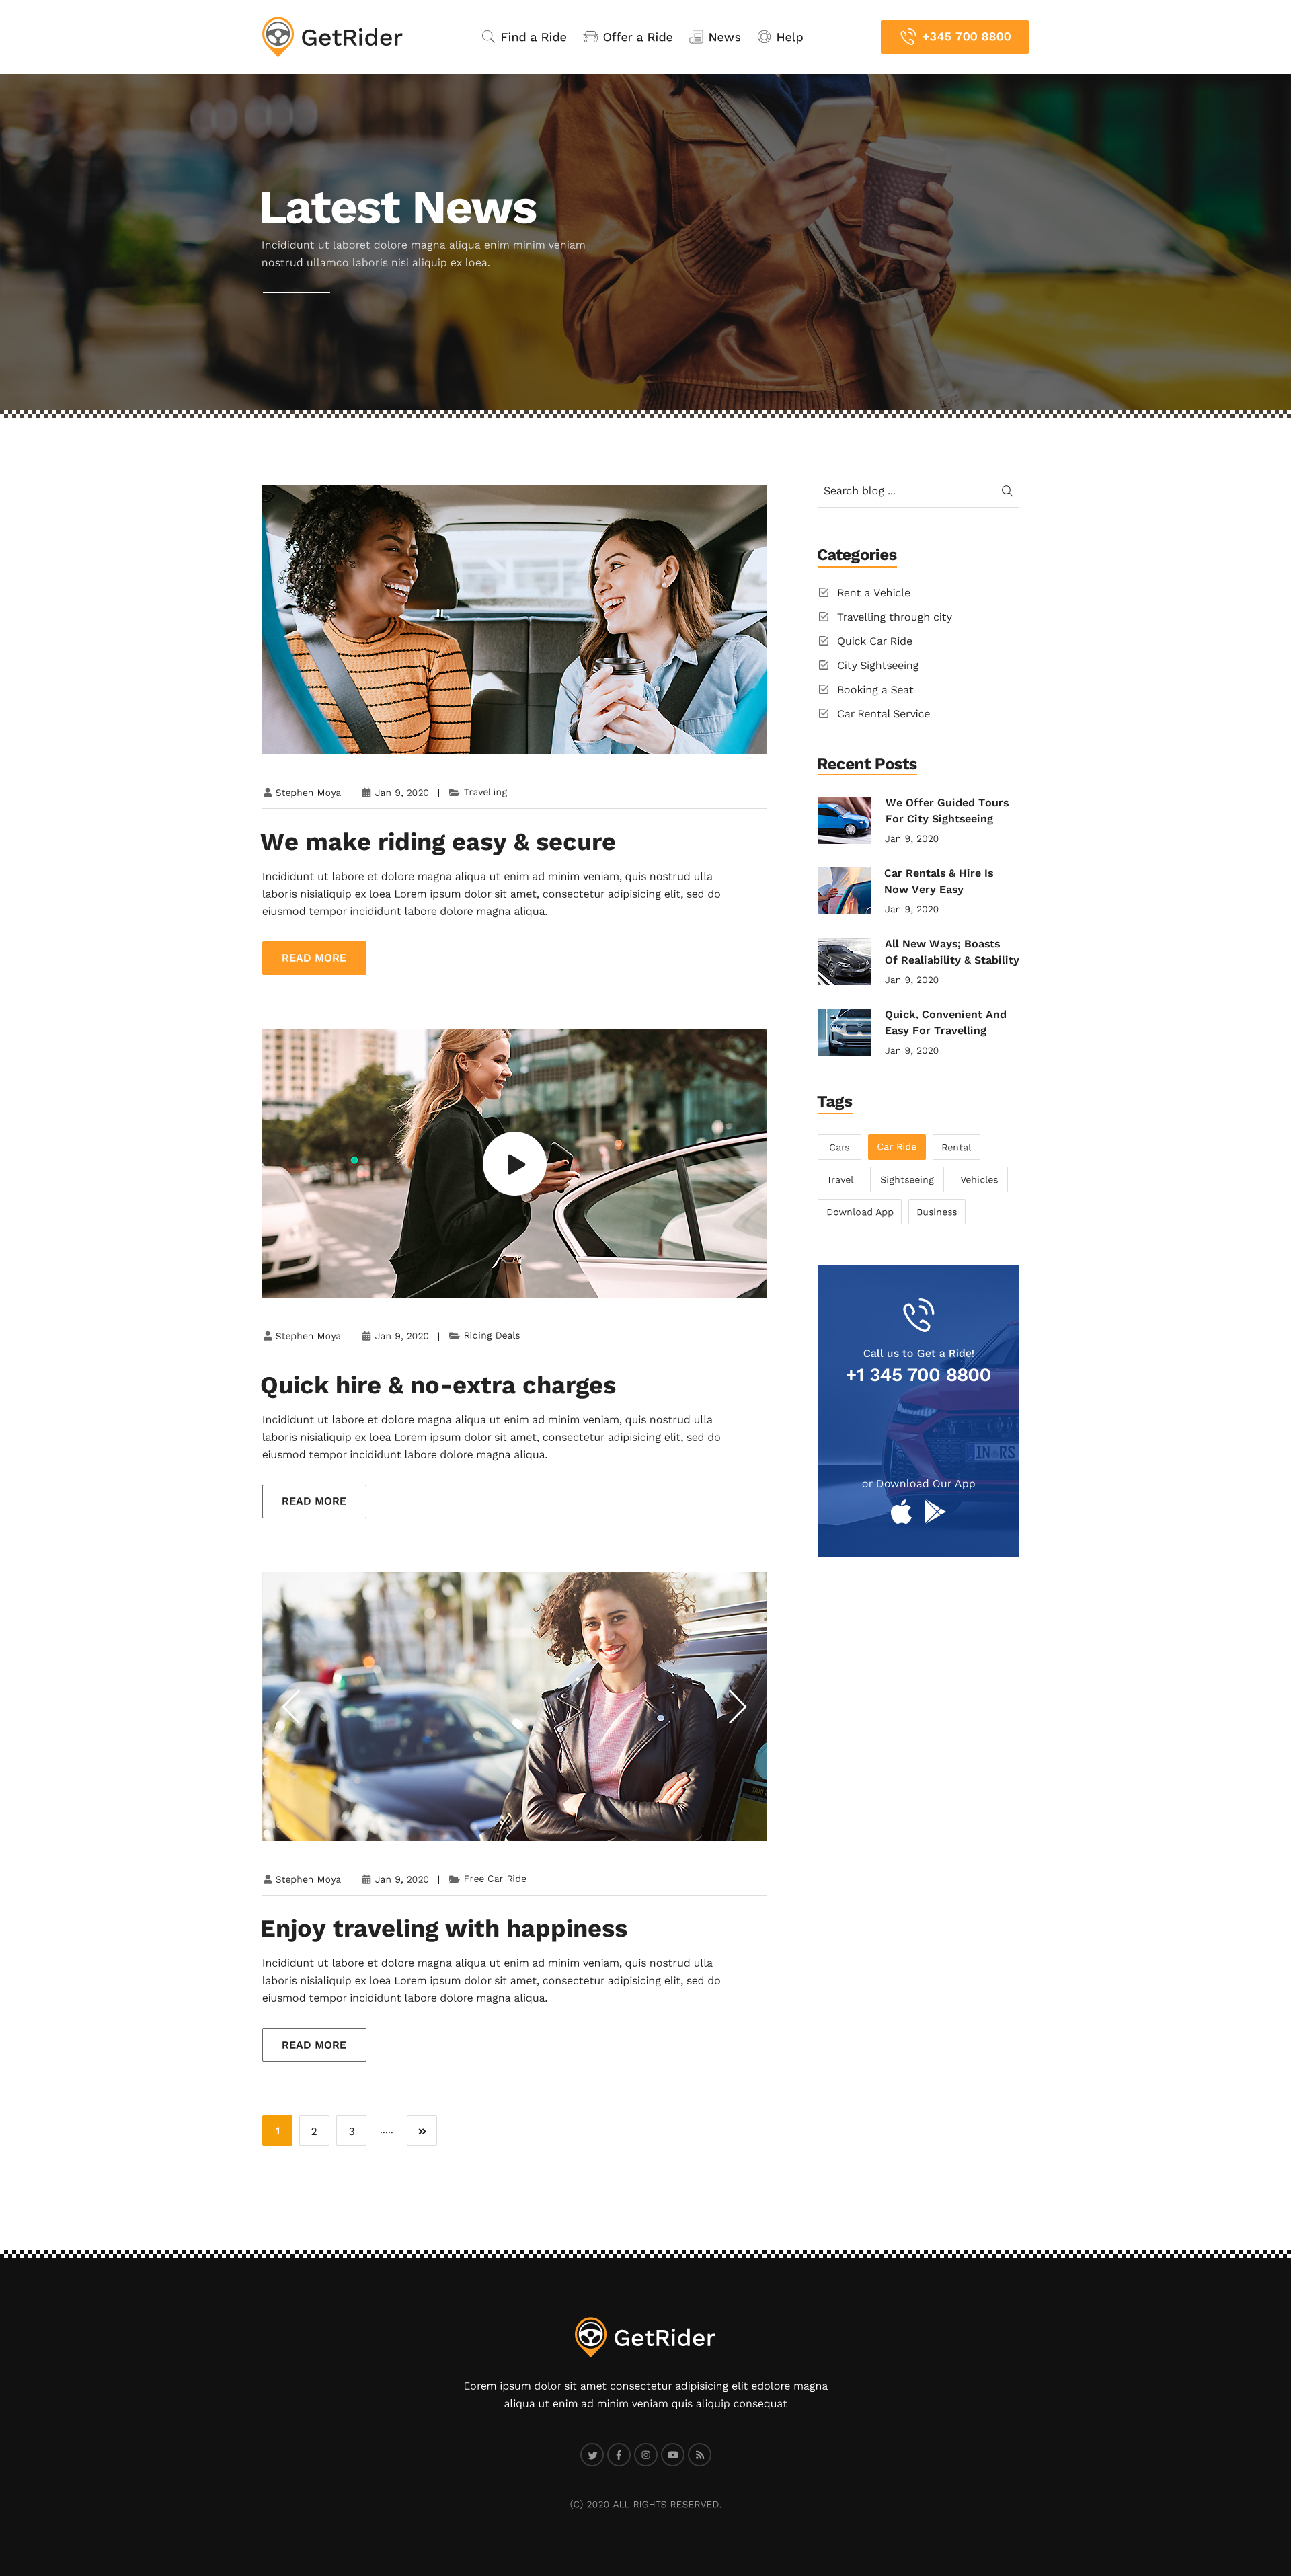 GetRider
Find a Ride
Offer a Ride
News
Help
+345 700 8800
Latest News
Incididunt ut laboret dolore magna aliqua enim minim veniam
nostrud ullamco laboris nisi aliquip ex loea.
Stephen Moya | Jan 9, 2020 | Travelling
We make riding easy & secure
Incididunt ut labore et dolore magna aliqua ut enim ad minim veniam, quis nostrud ulla
laboris nisialiquip ex loea Lorem ipsum dolor sit amet, consectetur adipisicing elit, sed do
eiusmod tempor incididunt labore dolore magna aliqua.
READ MORE
Stephen Moya | Jan 9, 2020 | Riding Deals
Quick hire & no-extra charges
Incididunt ut labore et dolore magna aliqua ut enim ad minim veniam, quis nostrud ulla
laboris nisialiquip ex loea Lorem ipsum dolor sit amet, consectetur adipisicing elit, sed do
eiusmod tempor incididunt labore dolore magna aliqua.
READ MORE
Stephen Moya | Jan 9, 2020 | Free Car Ride
Enjoy traveling with happiness
Incididunt ut labore et dolore magna aliqua ut enim ad minim veniam, quis nostrud ulla
laboris nisialiquip ex loea Lorem ipsum dolor sit amet, consectetur adipisicing elit, sed do
eiusmod tempor incididunt labore dolore magna aliqua.
READ MORE
1 2 3 ..... »
Search blog ...
Categories
Rent a Vehicle
Travelling through city
Quick Car Ride
City Sightseeing
Booking a Seat
Car Rental Service
Recent Posts
We Offer Guided Tours
For City Sightseeing
Jan 9, 2020
Car Rentals & Hire Is
Now Very Easy
Jan 9, 2020
All New Ways; Boasts
Of Realiability & Stability
Jan 9, 2020
Quick, Convenient And
Easy For Travelling
Jan 9, 2020
Tags
Cars
Car Ride
Rental
Travel
Sightseeing
Vehicles
Download App
Business
Call us to Get a Ride!
+1 345 700 8800
IN RS
or Download Our App
GetRider
Eorem ipsum dolor sit amet consectetur adipisicing elit edolore magna
aliqua ut enim ad minim veniam quis aliquip consequat
(C) 2020 ALL RIGHTS RESERVED.